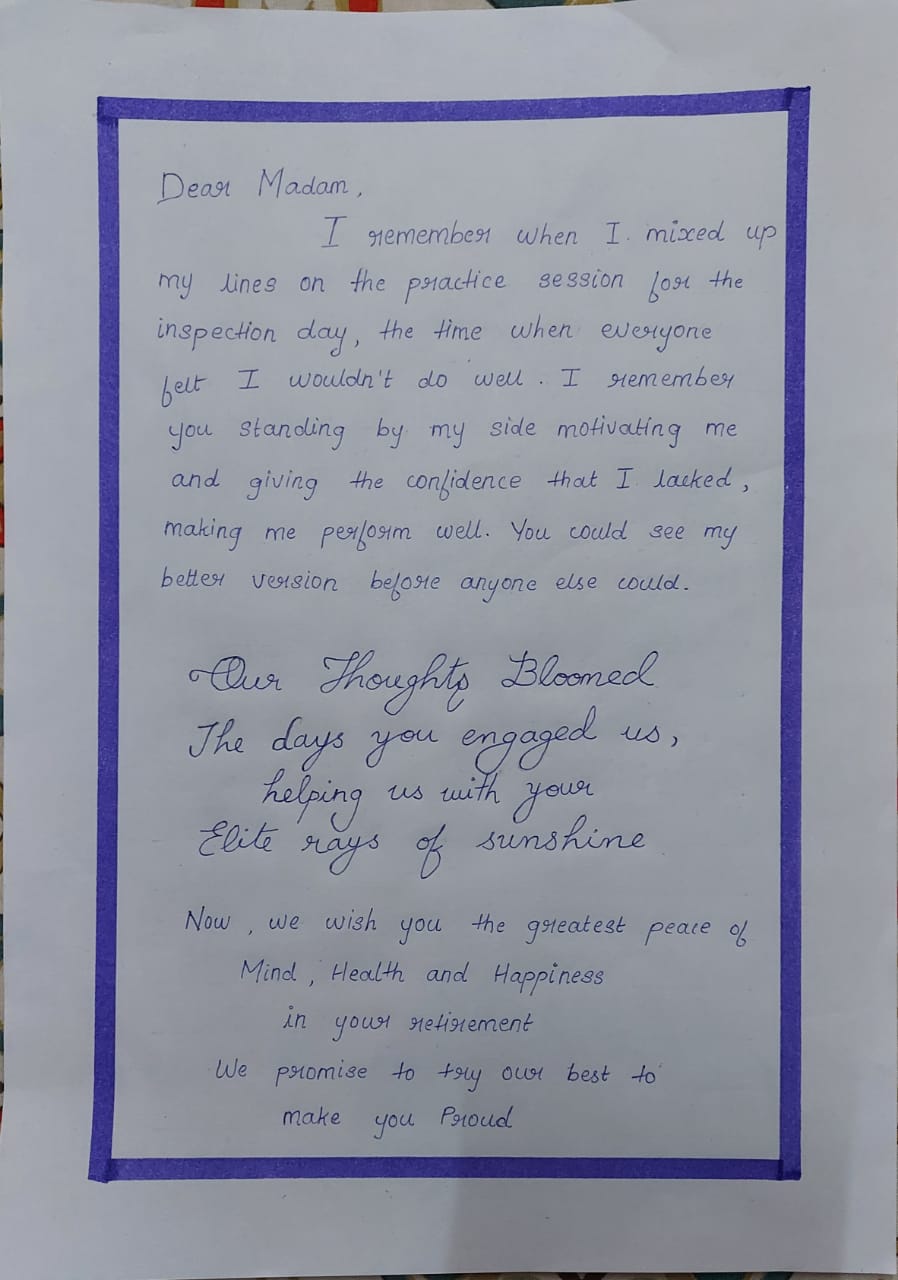 Dear Madam,
I remember when I mixed up
my lines on the practice session for the
inspection day, the time when everyone
felt I wouldn't do well. I remember
you standing by my side motivating me
and giving the confidence that I lacked,
making me perform well. You could see my
better version before anyone else could.
Our Thoughts Bloomed
The days you engaged us,
helping us with your
Elite rays of sunshine
Now, we wish you the greatest peace of
Mind, Health and Happiness
in your retirement
We promise to try our best to
make you Proud